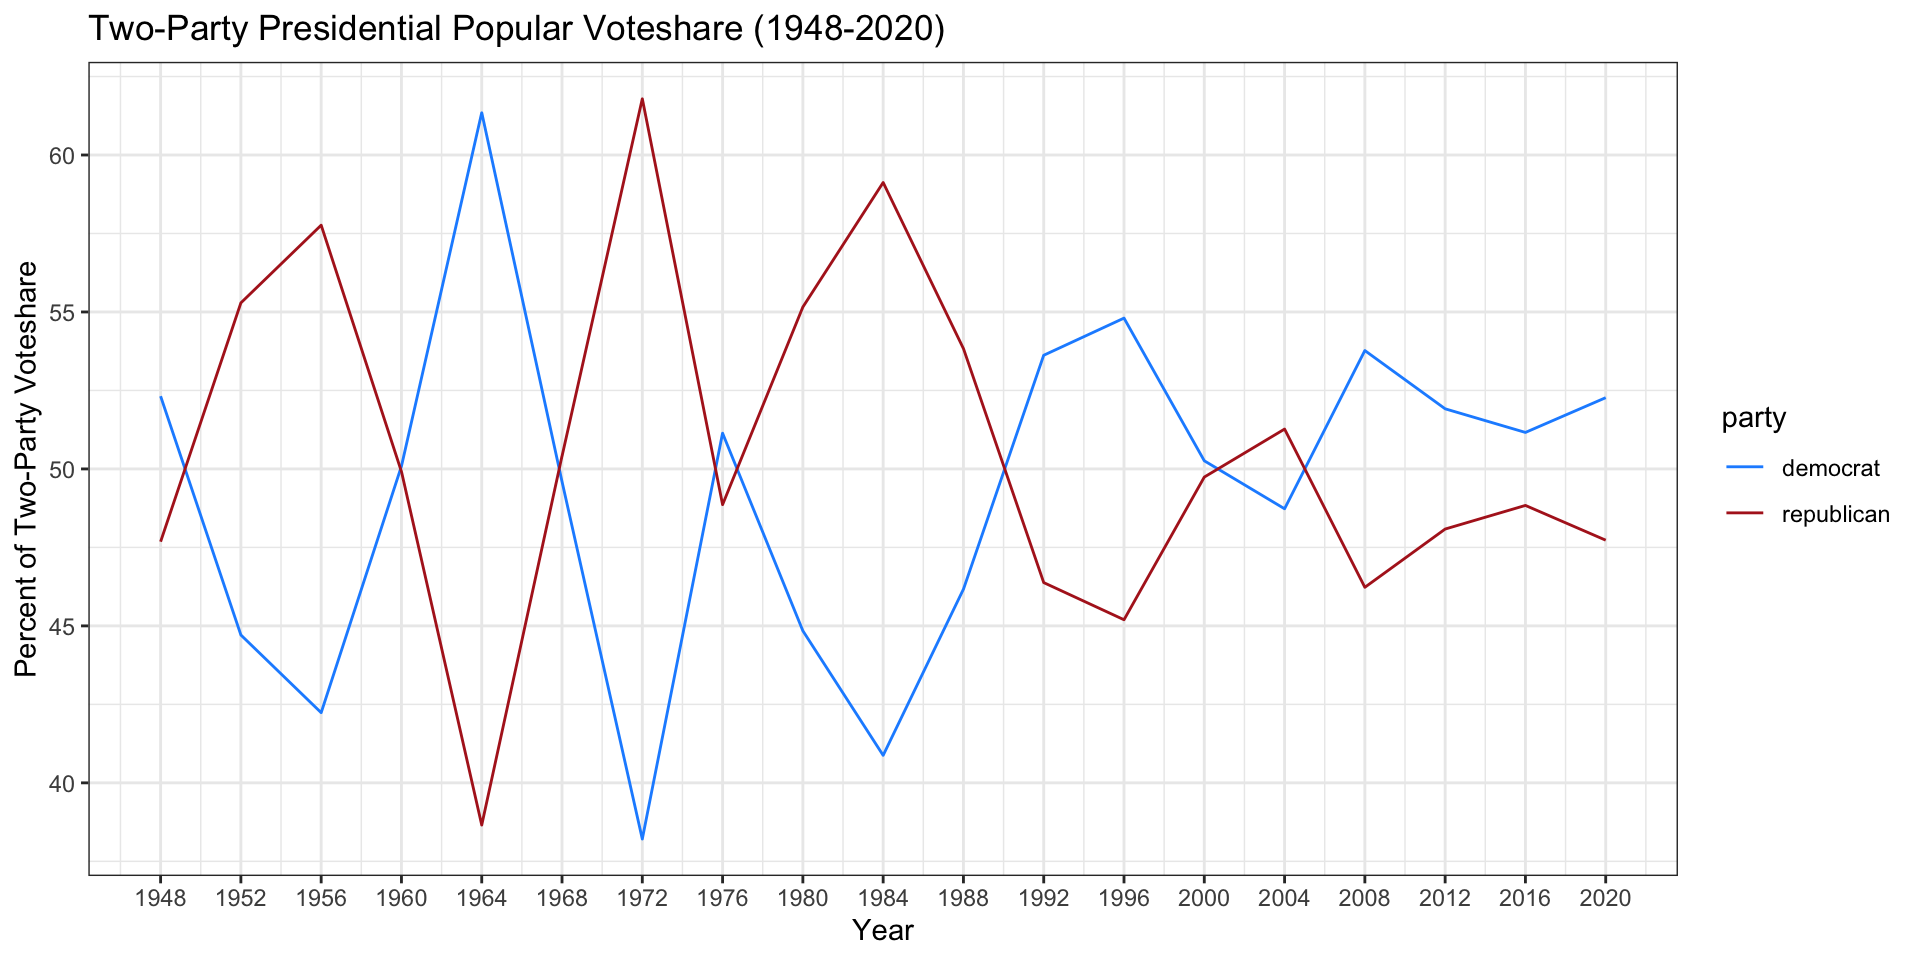 Two-Party Presidential Popular Voteshare (1948-2020)
Percent of Two-Party Voteshare
60
55
50
45
40
1948 1952 1956 1960 1964 1968 1972 1976 1980 1984 1988 1992 1996 2000 2004 2008 2012 2016 2020
Year
party
democrat
republican